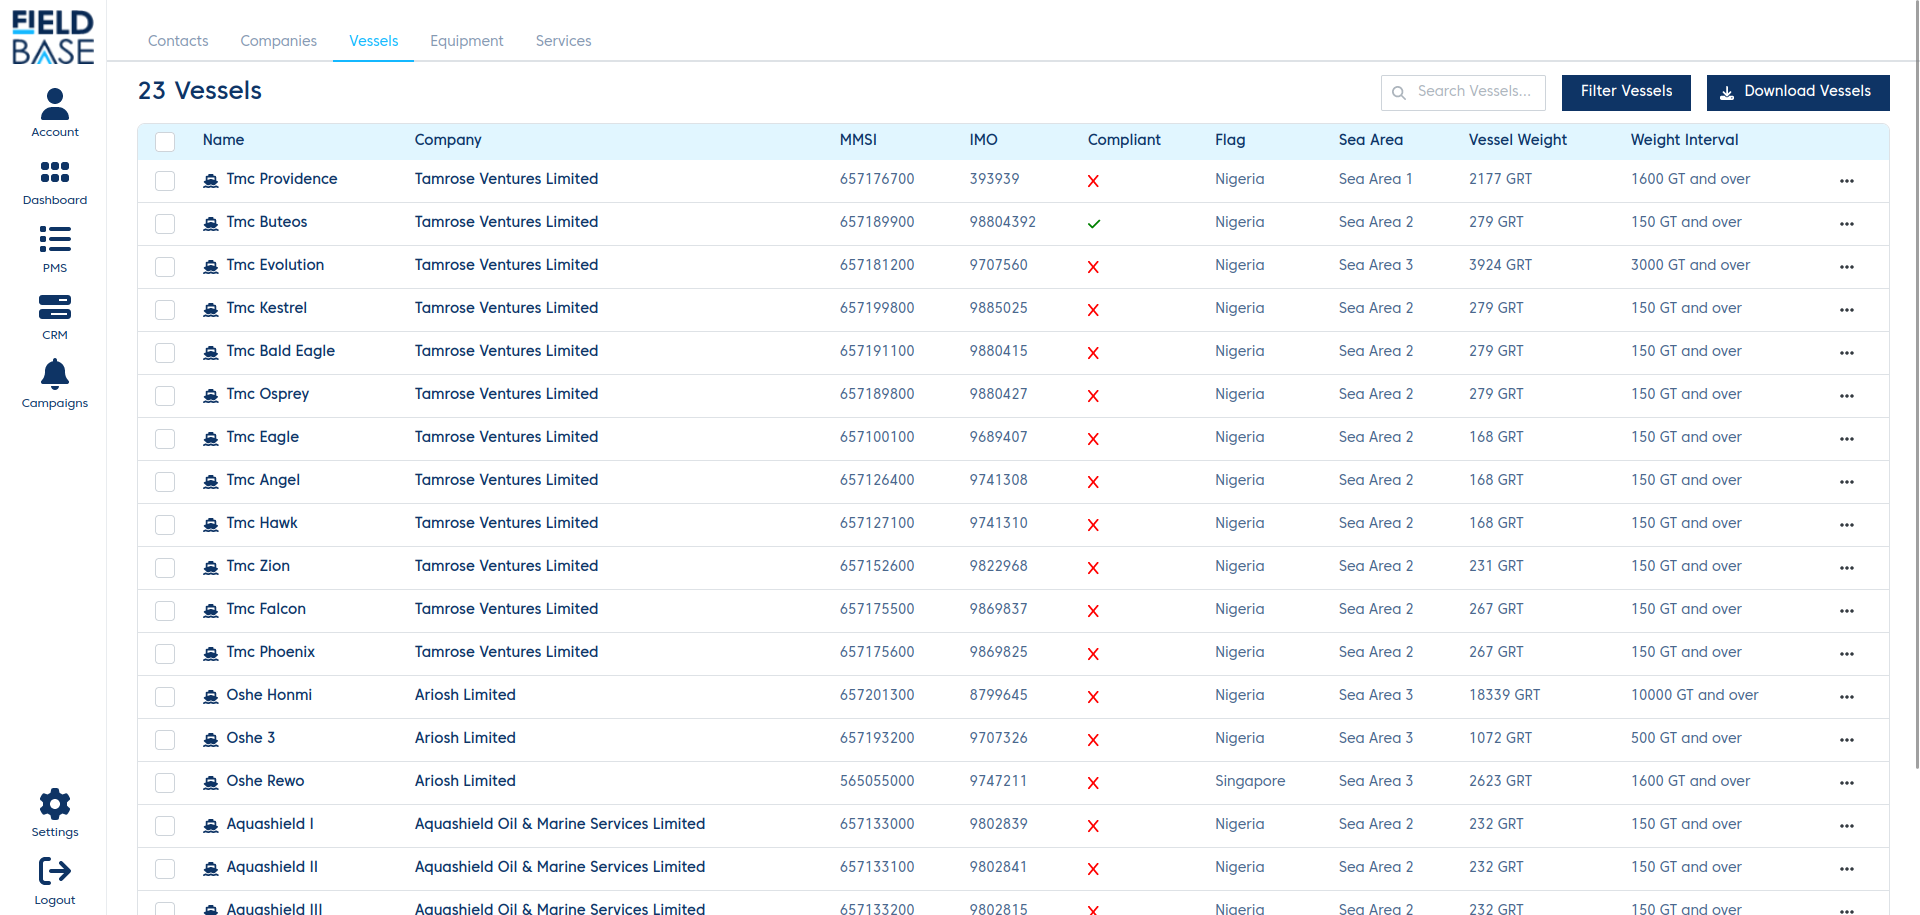 FIELD
BASE
Contacts Companies Vessels Equipment Services
23 Vessels
Search Vessels...
Filter Vessels
Download Vessels
Account
Dashboard
PMS
CRM
Campaigns
Settings
Logout
Name Company MMSI IMO Compliant Flag Sea Area Vessel Weight Weight Interval
Tmc Providence Tamrose Ventures Limited 657176700 393939 Nigeria Sea Area 1 2177 GRT 1600 GT and over
Tmc Buteos Tamrose Ventures Limited 657189900 98804392 Nigeria Sea Area 2 279 GRT 150 GT and over
Tmc Evolution Tamrose Ventures Limited 657181200 9707560 Nigeria Sea Area 3 3924 GRT 3000 GT and over
Tmc Kestrel Tamrose Ventures Limited 657199800 9885025 Nigeria Sea Area 2 279 GRT 150 GT and over
Tmc Bald Eagle Tamrose Ventures Limited 657191100 9880415 Nigeria Sea Area 2 279 GRT 150 GT and over
Tmc Osprey Tamrose Ventures Limited 657189800 9880427 Nigeria Sea Area 2 279 GRT 150 GT and over
Tmc Eagle Tamrose Ventures Limited 657100100 9689407 Nigeria Sea Area 2 168 GRT 150 GT and over
Tmc Angel Tamrose Ventures Limited 657126400 9741308 Nigeria Sea Area 2 168 GRT 150 GT and over
Tmc Hawk Tamrose Ventures Limited 657127100 9741310 Nigeria Sea Area 2 168 GRT 150 GT and over
Tmc Zion Tamrose Ventures Limited 657152600 9822968 Nigeria Sea Area 2 231 GRT 150 GT and over
Tmc Falcon Tamrose Ventures Limited 657175500 9869837 Nigeria Sea Area 2 267 GRT 150 GT and over
Tmc Phoenix Tamrose Ventures Limited 657175600 9869825 Nigeria Sea Area 2 267 GRT 150 GT and over
Oshe Honmi Ariosh Limited 657201300 8799645 Nigeria Sea Area 3 18339 GRT 10000 GT and over
Oshe 3 Ariosh Limited 657193200 9707326 Nigeria Sea Area 3 1072 GRT 500 GT and over
Oshe Rewo Ariosh Limited 565055000 9747211 Singapore Sea Area 3 2623 GRT 1600 GT and over
Aquashield I Aquashield Oil & Marine Services Limited 657133000 9802839 Nigeria Sea Area 2 232 GRT 150 GT and over
Aquashield II Aquashield Oil & Marine Services Limited 657133100 9802841 Nigeria Sea Area 2 232 GRT 150 GT and over
Aquashield III Aquashield Oil & Marine Services Limited 657133200 9802815 Nigeria Sea Area 2 232 GRT 150 GT and over